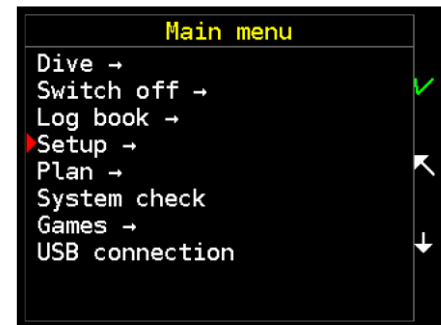 Main menu
Dive →
Switch off →
Log book →
Setup →
Plan →
System check
Games →
USB connection